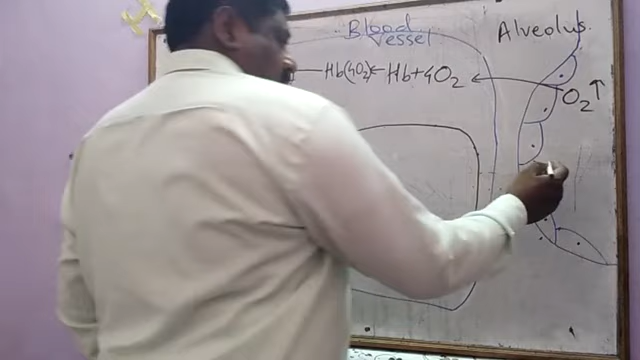 Blood Vessel
Alveolus
Hb(4O₂) ← Hb + 4O₂ ← O₂ ↑